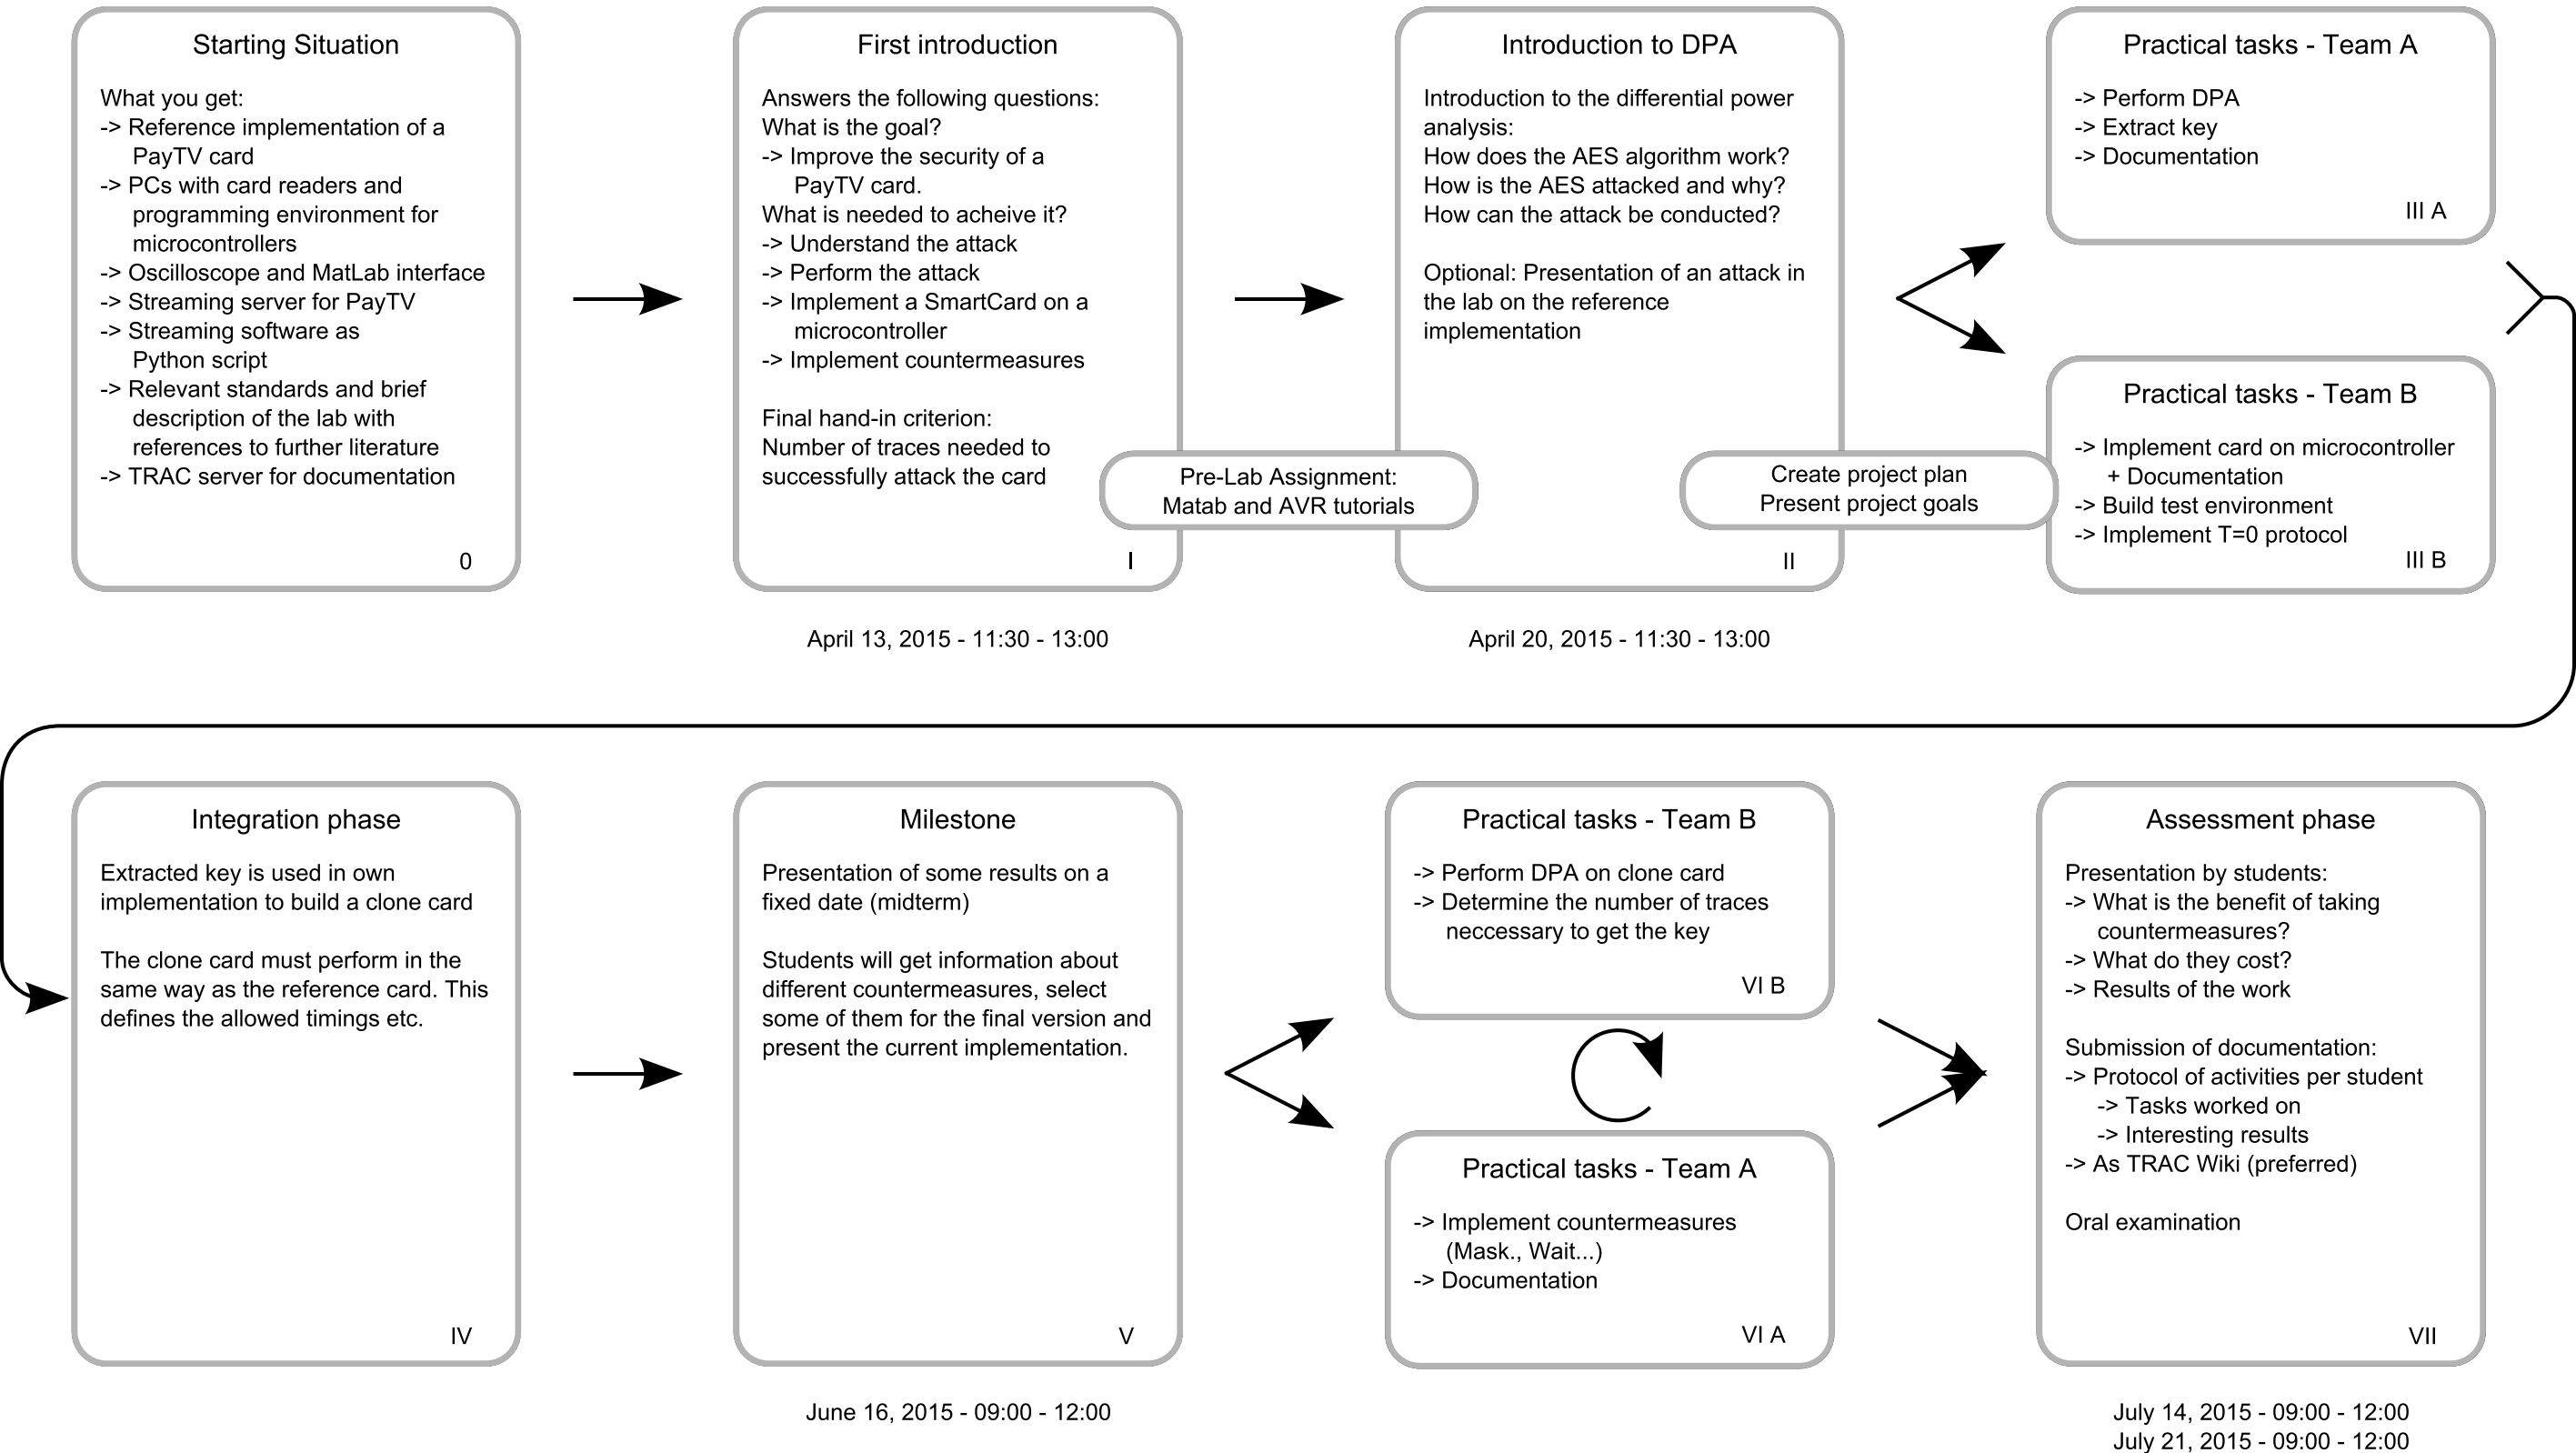 Starting Situation
What you get:
-> Reference implementation of a
PayTV card
-> PCs with card readers and
programming environment for
microcontrollers
-> Oscilloscope and MatLab interface
-> Streaming server for PayTV
-> Streaming software as
Python script
-> Relevant standards and brief
description of the lab with
references to further literature
-> TRAC server for documentation
0
First introduction
Answers the following questions:
What is the goal?
-> Improve the security of a
PayTV card.
What is needed to acheive it?
-> Understand the attack
-> Perform the attack
-> Implement a SmartCard on a
microcontroller
-> Implement countermeasures
Final hand-in criterion:
Number of traces needed to
successfully attack the card
I
April 13, 2015 - 11:30 - 13:00
Pre-Lab Assignment:
Matab and AVR tutorials
Introduction to DPA
Introduction to the differential power
analysis:
How does the AES algorithm work?
How is the AES attacked and why?
How can the attack be conducted?
Optional: Presentation of an attack in
the lab on the reference
implementation
II
April 20, 2015 - 11:30 - 13:00
Create project plan
Present project goals
Practical tasks - Team A
-> Perform DPA
-> Extract key
-> Documentation
III A
Practical tasks - Team B
-> Implement card on microcontroller
+ Documentation
-> Build test environment
-> Implement T=0 protocol
III B
Integration phase
Extracted key is used in own
implementation to build a clone card
The clone card must perform in the
same way as the reference card. This
defines the allowed timings etc.
IV
Milestone
Presentation of some results on a
fixed date (midterm)
Students will get information about
different countermeasures, select
some of them for the final version and
present the current implementation.
V
June 16, 2015 - 09:00 - 12:00
Practical tasks - Team B
-> Perform DPA on clone card
-> Determine the number of traces
neccessary to get the key
VI B
Practical tasks - Team A
-> Implement countermeasures
(Mask., Wait...)
-> Documentation
VI A
Assessment phase
Presentation by students:
-> What is the benefit of taking
countermeasures?
-> What do they cost?
-> Results of the work
Submission of documentation:
-> Protocol of activities per student
-> Tasks worked on
-> Interesting results
-> As TRAC Wiki (preferred)
Oral examination
VII
July 14, 2015 - 09:00 - 12:00
July 21, 2015 - 09:00 - 12:00